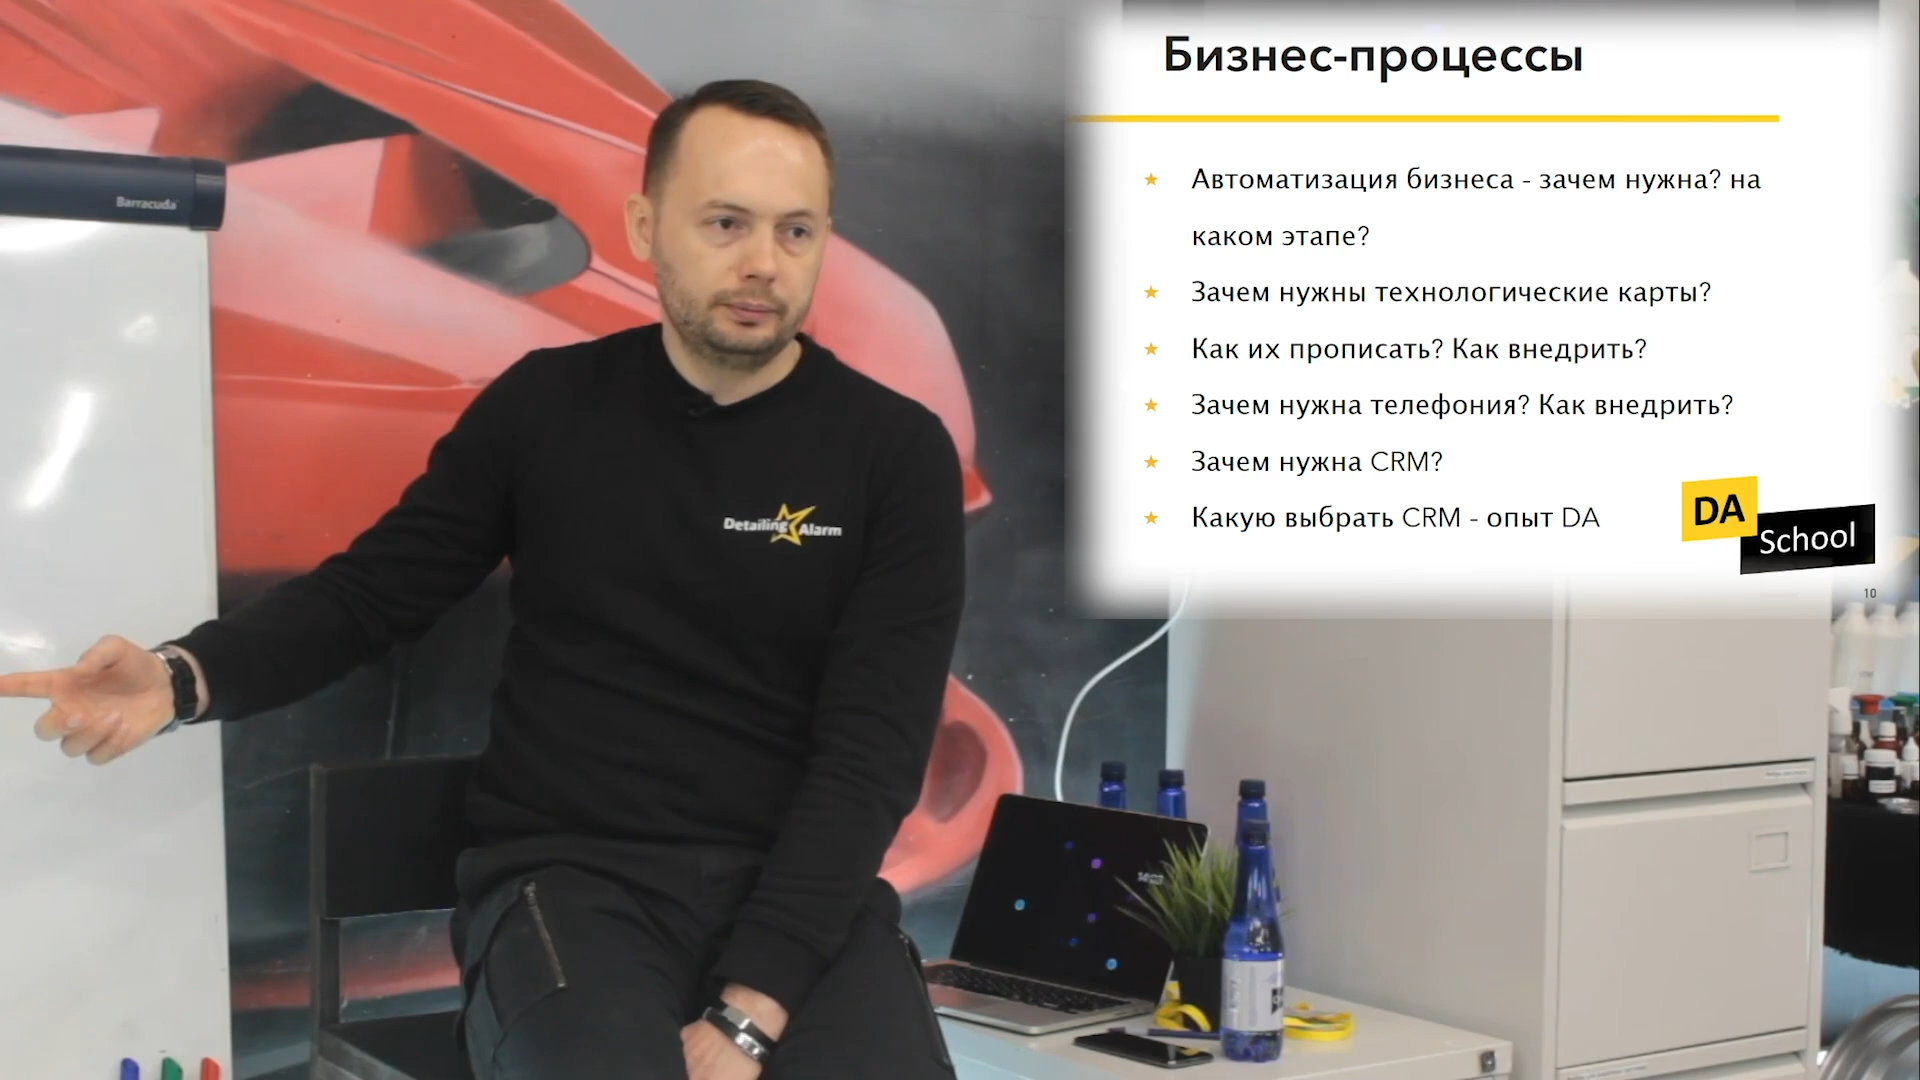 Бизнес-процессы
Автоматизация бизнеса - зачем нужна? на
каком этапе?
Зачем нужны технологические карты?
Как их прописать? Как внедрить?
Зачем нужна телефония? Как внедрить?
Зачем нужна CRM?
Какую выбрать CRM - опыт DA
DA
School
10
Barracuda
Detailing Alarm